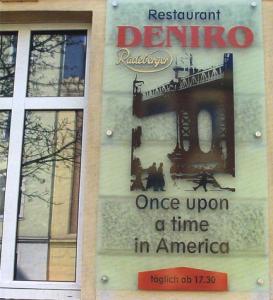 Restaurant
DENIRO
Radeberger
Once upon
a time
in America
täglich ab 17.30